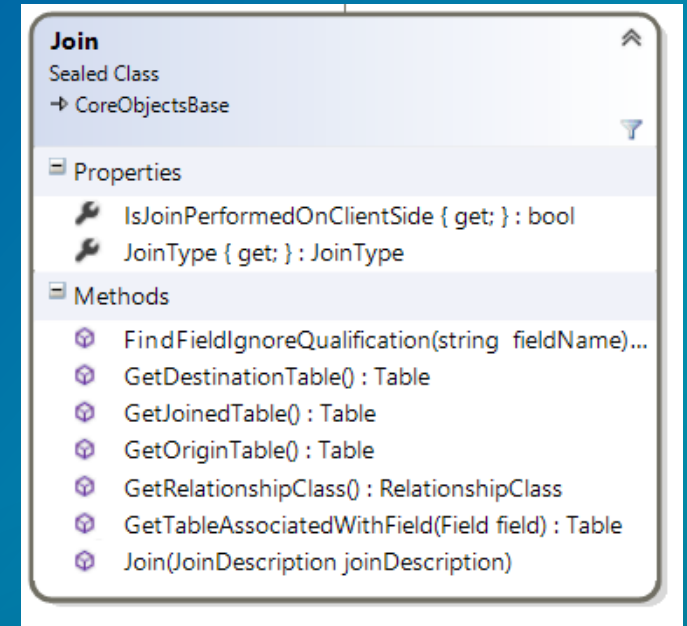 Join
Sealed Class
CoreObjectsBase
Properties
IsJoinPerformedOnClientSide { get; } : bool
JoinType { get; } : JoinType
Methods
FindFieldIgnoreQualification(string fieldName)...
GetDestinationTable() : Table
GetJoinedTable() : Table
GetOriginTable() : Table
GetRelationshipClass() : RelationshipClass
GetTableAssociatedWithField(Field field) : Table
Join(JoinDescription joinDescription)